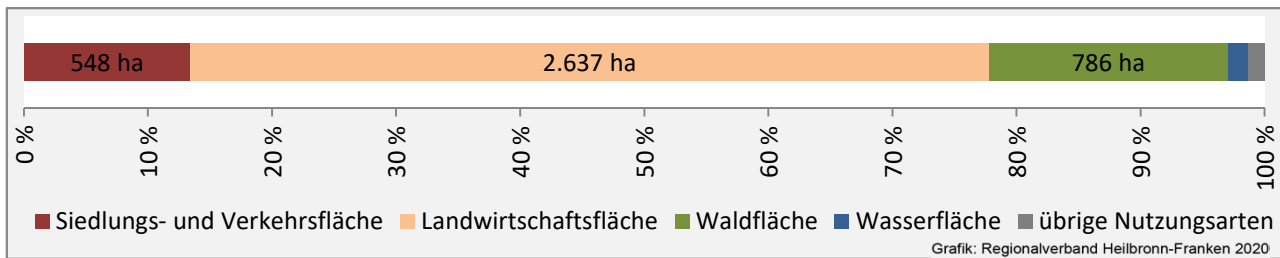 548 ha 2.637 ha 786 ha
0 % 10 % 20 % 30 % 40 % 50 % 60 % 70 % 80 % 90 % 100 %
Siedlungs- und Verkehrsfläche Landwirtschaftsfläche Waldfläche Wasserfläche übrige Nutzungsarten
Grafik: Regionalverband Heilbronn-Franken 2020